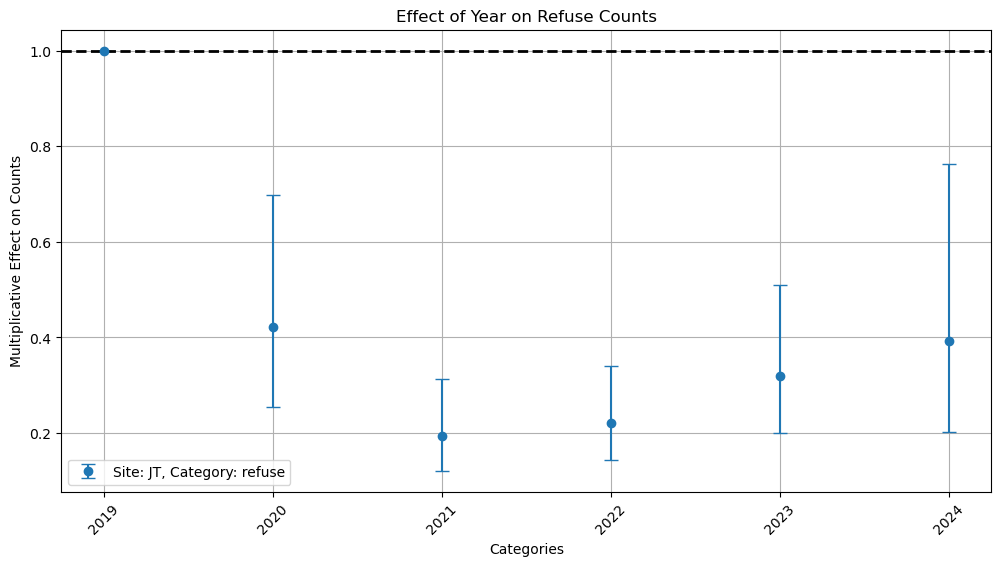 Effect of Year on Refuse Counts
Multiplicative Effect on Counts
1.0
0.8
0.6
0.4
0.2
Site: JT, Category: refuse
2019
2020
2021
2022
2023
2024
Categories